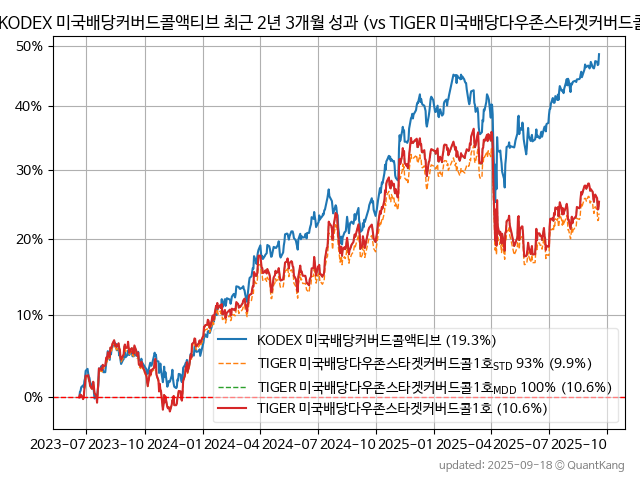 KODEX 미국배당커버드콜액티브 최근 2년 3개월 성과 (vs TIGER 미국배당다우존스타겟커버드콜
50%
40%
30%
20%
10%
0%
KODEX 미국배당커버드콜액티브 (19.3%)
TIGER 미국배당다우존스타겟커버드콜1호STD 93% (9.9%)
TIGER 미국배당다우존스타겟커버드콜1호MDD 100% (10.6%)
TIGER 미국배당다우존스타겟커버드콜1호 (10.6%)
2023-07 2023-10 2024-01 2024-04 2024-07 2024-10 2025-01 2025-04 2025-07 2025-10
updated: 2025-09-18 © QuantKang